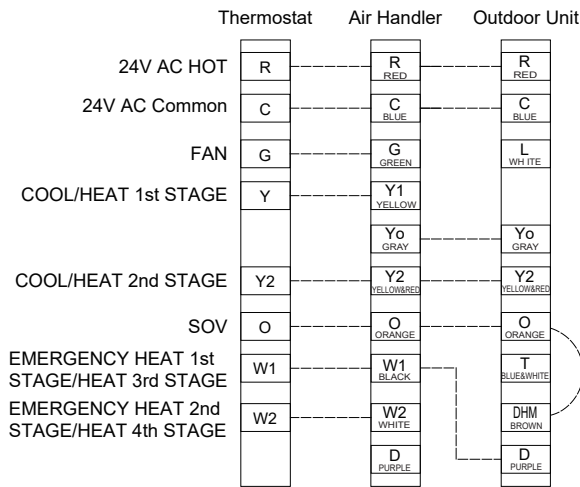 Thermostat Air Handler Outdoor Unit
24V AC HOT R R R
RED RED
24V AC Common C C C
BLUE BLUE
FAN G G L
GREEN WH ITE
COOL/HEAT 1st STAGE Y Y1
YELLOW
Yo Yo
GRAY GRAY
COOL/HEAT 2nd STAGE Y2 Y2 Y2
YELLOW&RED YELLOW&RED
SOV O O O
ORANGE ORANGE
EMERGENCY HEAT 1st
STAGE/HEAT 3rd STAGE W1 W1 T
BLACK BLUE&WHITE
EMERGENCY HEAT 2nd
STAGE/HEAT 4th STAGE W2 W2 DHM
WHITE BROWN
D D
PURPLE PURPLE